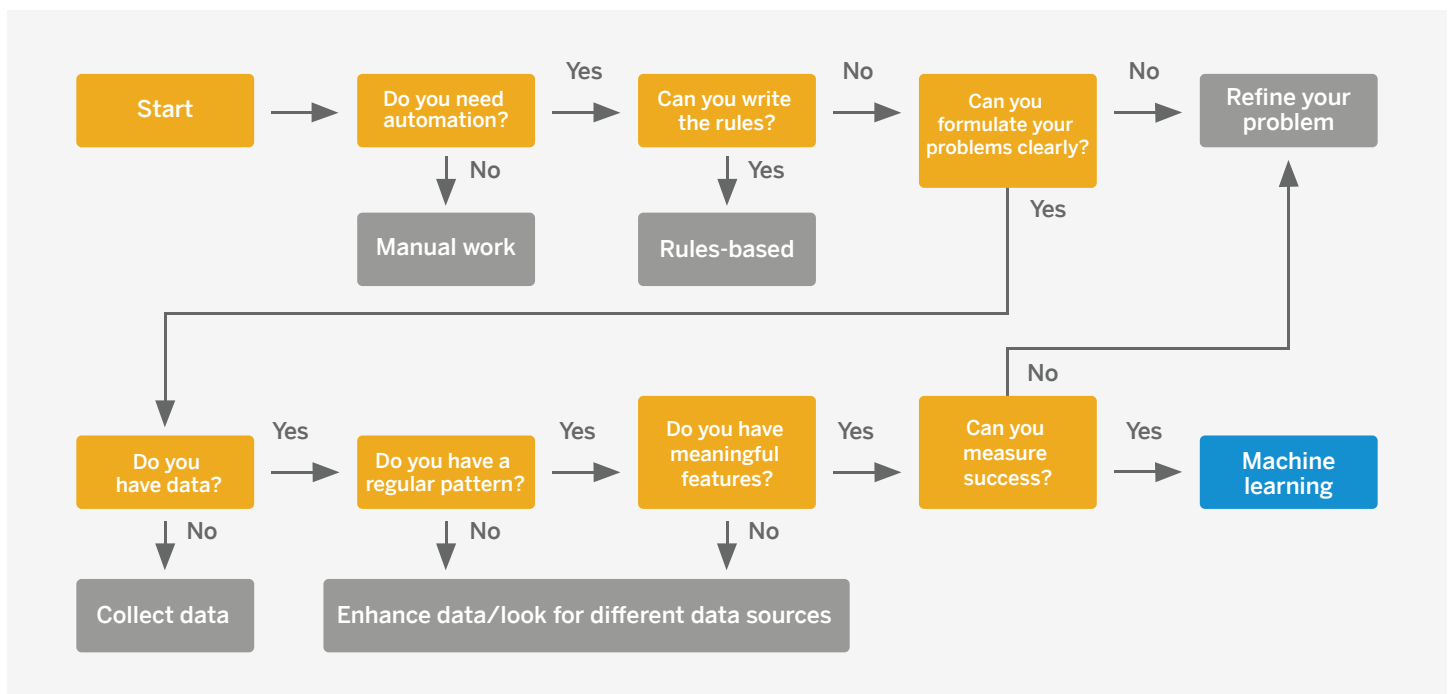 Start
Do you need
automation?
Yes
Can you write
the rules?
No
Can you
formulate your
problems clearly?
No
Refine your
problem
No
Manual work
Yes
Rules-based
Yes
Do you
have data?
Yes
Do you have a
regular pattern?
Yes
Do you have
meaningful
features?
Yes
Can you
measure
success?
No
Yes
Machine
learning
No
Collect data
No
No
Enhance data/look for different data sources